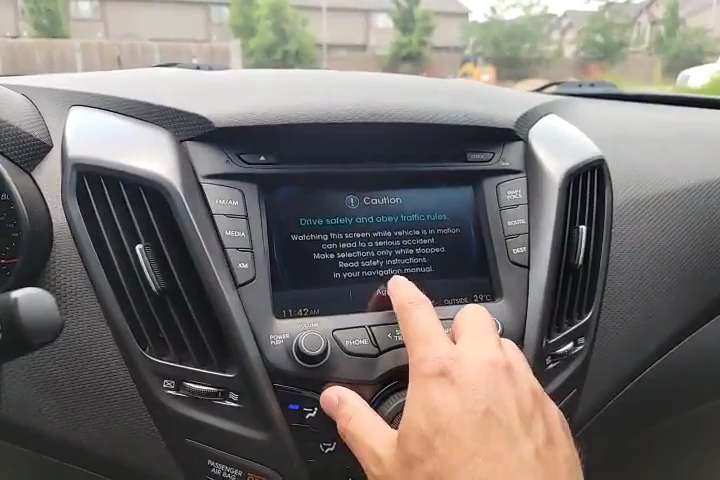 80
CLOCK
FM/AM
MEDIA
XM
MAP VOICE
ROUTE
DEST
Caution
Drive safely and obey traffic rules.
Watching this screen while vehicle is in motion
can lead to a serious accident.
Make selections only while stopped.
Read safety instructions
in your navigation manual.
11:42AM
OUTSIDE 29°C
POWER
PUSH
VOLUME
PHONE
PASSENGER
AIR BAG